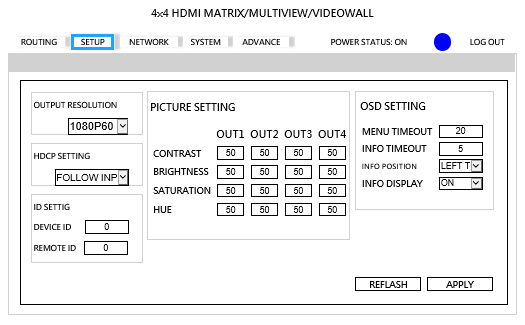 4x4 HDMI MATRIX/MULTIVIEW/VIDEOWALL
ROUTING SETUP NETWORK SYSTEM ADVANCE POWER STATUS: ON LOG OUT
OUTPUT RESOLUTION
1080P60
HDCP SETTING
FOLLOW INP
ID SETTIG
DEVICE ID 0
REMOTE ID 0
PICTURE SETTING
OUT1 OUT2 OUT3 OUT4
CONTRAST 50 50 50 50
BRIGHTNESS 50 50 50 50
SATURATION 50 50 50 50
HUE 50 50 50 50
OSD SETTING
MENU TIMEOUT 20
INFO TIMEOUT 5
INFO POSITION LEFT T
INFO DISPLAY ON
REFLASH APPLY